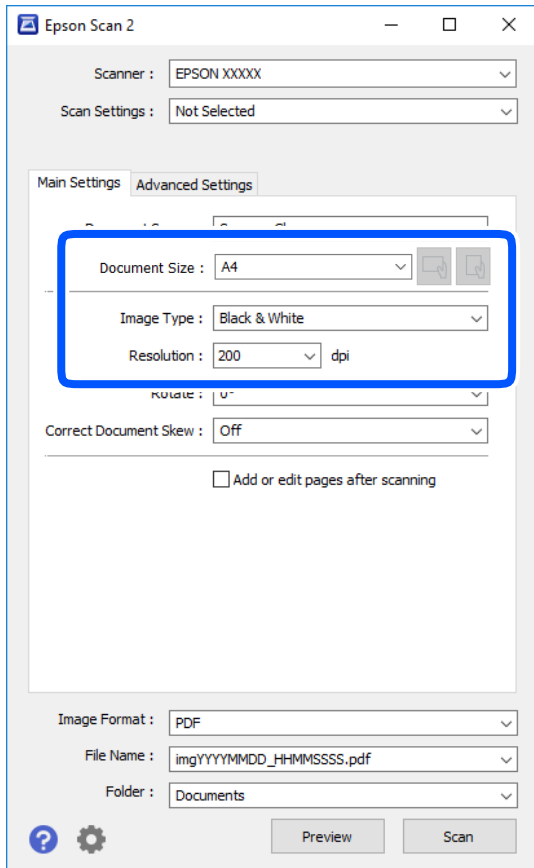 Epson Scan 2
Scanner : EPSON XXXXX
Scan Settings : Not Selected
Main Settings Advanced Settings
Document Size : A4
Image Type : Black & White
Resolution : 200 dpi
Rotate : 0°
Correct Document Skew : Off
Add or edit pages after scanning
Image Format : PDF
File Name : imgYYYYMMDD_HHMMSSSS.pdf
Folder : Documents
? Preview Scan